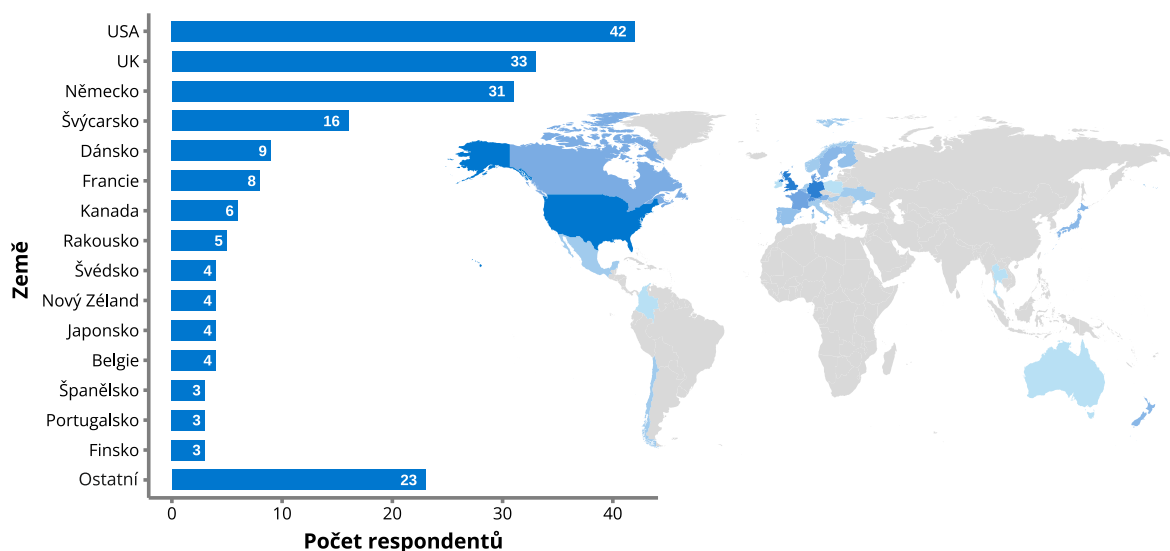 USA 42
UK 33
Německo 31
Švýcarsko 16
Dánsko 9
Francie 8
Kanada 6
Rakousko 5
Švédsko 4
Nový Zéland 4
Japonsko 4
Belgie 4
Španělsko 3
Portugalsko 3
Finsko 3
Ostatní 23
Země
0 10 20 30 40
Počet respondentů